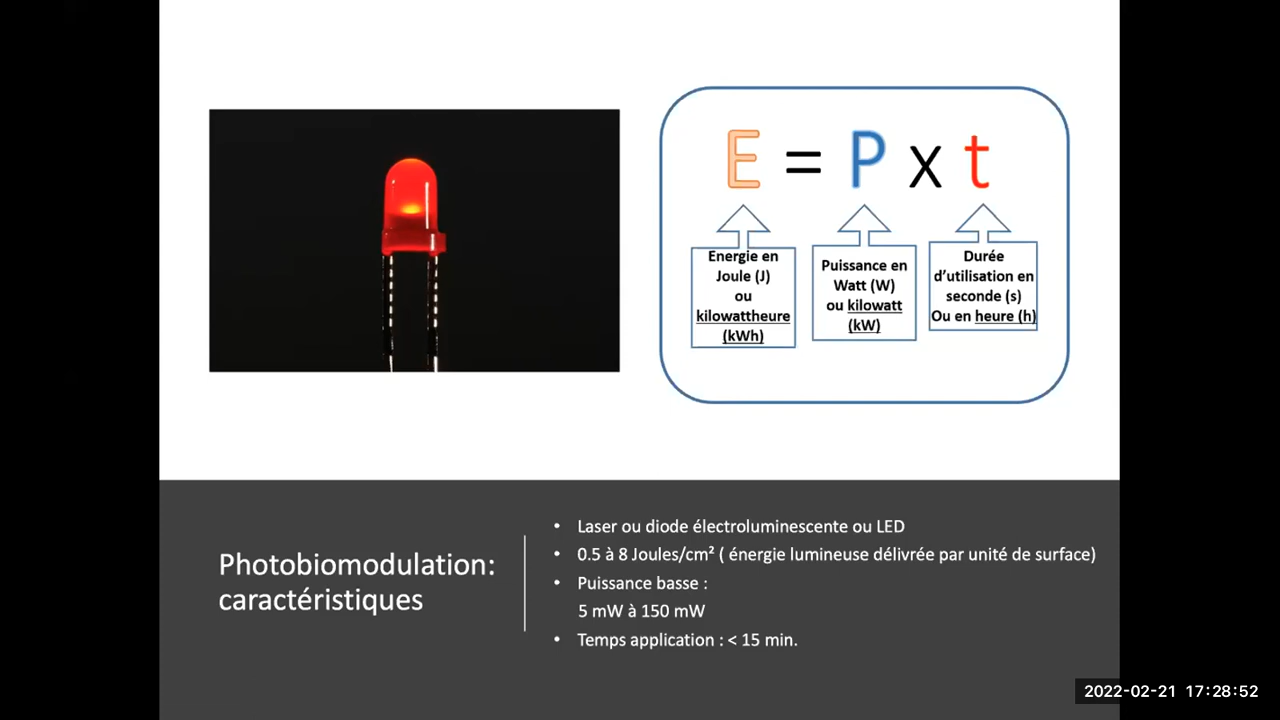 E = P x t
Energie en
Joule (J)
ou
kilowattheure
(kWh)
Puissance en
Watt (W)
ou kilowatt
(kW)
Durée
d'utilisation en
seconde (s)
Ou en heure (h)
Photobiomodulation:
caractéristiques
• Laser ou diode électroluminescente ou LED
• 0.5 à 8 Joules/cm² ( énergie lumineuse délivrée par unité de surface)
• Puissance basse :
5 mW à 150 mW
• Temps application : < 15 min.
2022-02-21 17:28:52